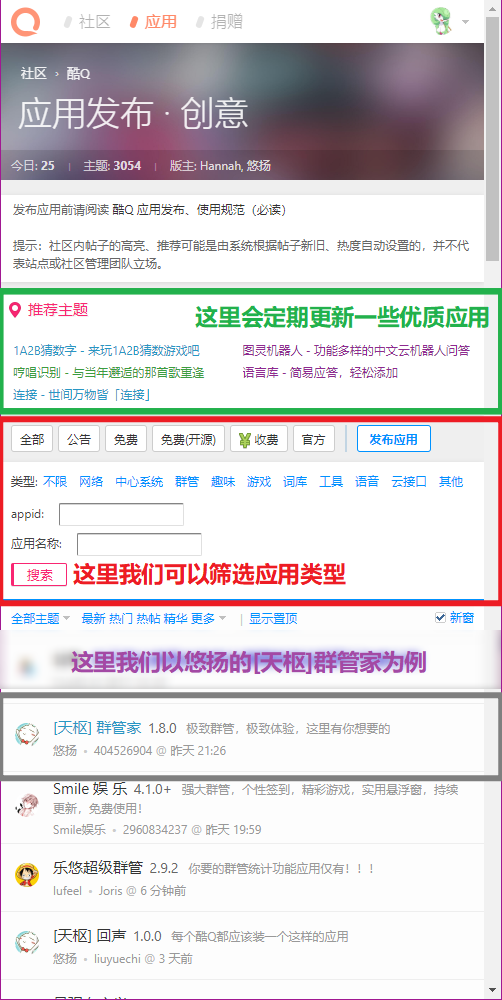 社区 应用 捐赠
社区 › 酷Q
应用发布 · 创意
今日: 25 | 主题: 3054 | 版主: Hannah, 悠扬
发布应用前请阅读 酷Q 应用发布、使用规范（必读）
提示：社区内帖子的高亮、推荐可能是由系统根据帖子新旧、热度自动设置的，并不代
表站点或社区管理团队立场。
推荐主题
这里会定期更新一些优质应用
1A2B猜数字 - 来玩1A2B猜数游戏吧 图灵机器人 - 功能多样的中文云机器人问答
哼唱识别 - 与当年邂逅的那首歌重逢 语言库 - 简易应答，轻松添加
连接 - 世间万物皆「连接」
全部 公告 免费 免费(开源) 收费 官方 发布应用
类型: 不限 网络 中心系统 群管 趣味 游戏 词库 工具 语音 云接口 其他
appid:
应用名称:
搜索 这里我们可以筛选应用类型
全部主题 最新 热门 热帖 精华 更多 | 显示置顶 新窗
这里我们以悠扬的[天枢]群管家为例
[天枢] 群管家 1.8.0 极致群管，极致体验，这里有你想要的
悠扬 • 404526904 @ 昨天 21:26
Smile 娱 乐 4.1.0+ 强大群管，个性签到，精彩游戏，实用悬浮窗，持续
更新，免费使用！
Smile娱乐 • 2960834237 @ 昨天 19:59
乐悠超级群管 2.9.2 你要的群管统计功能应用仅有！！！
lufeel • Joris @ 6 分钟前
[天枢] 回声 1.0.0 每个酷Q都应该装一个这样的应用
悠扬 • liuyuechi @ 3 天前